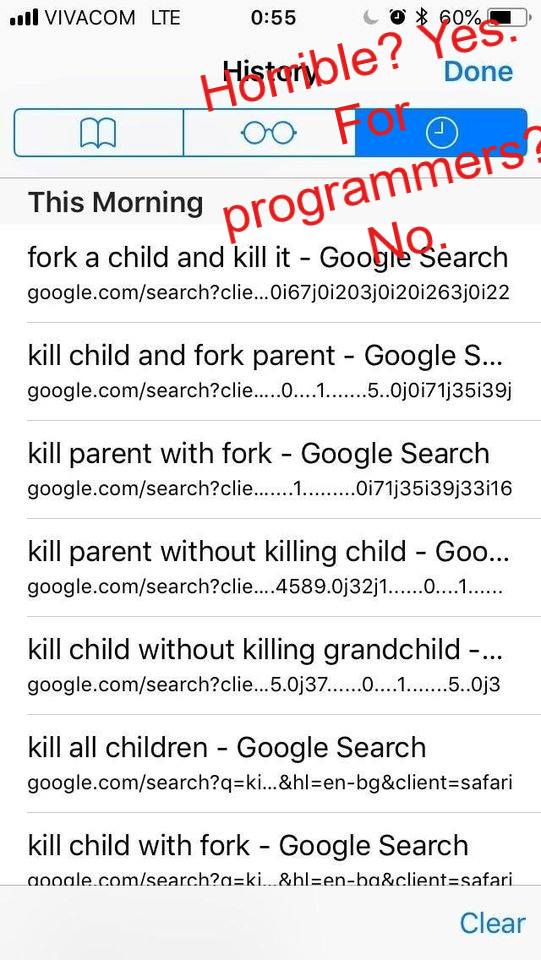 VIVACOM LTE 0:55 60%
History Done
Horrible? Yes.
For
programmers?
No.
This Morning
fork a child and kill it - Google Search
google.com/search?clie...0i67j0i203j0i20i263j0i22
kill child and fork parent - Google S...
google.com/search?clie.....0....1.......5..0j0i71j35i39j
kill parent with fork - Google Search
google.com/search?clie.......1.........0i71j35i39j33i16
kill parent without killing child - Goo...
google.com/search?clie....4589.0j32j1......0....1......
kill child without killing grandchild -...
google.com/search?clie...5.0j37......0....1.......5..0j3
kill all children - Google Search
google.com/search?q=ki...&hl=en-bg&client=safari
kill child with fork - Google Search
google.com/search?q=ki...&hl=en-bg&client=safari
Clear